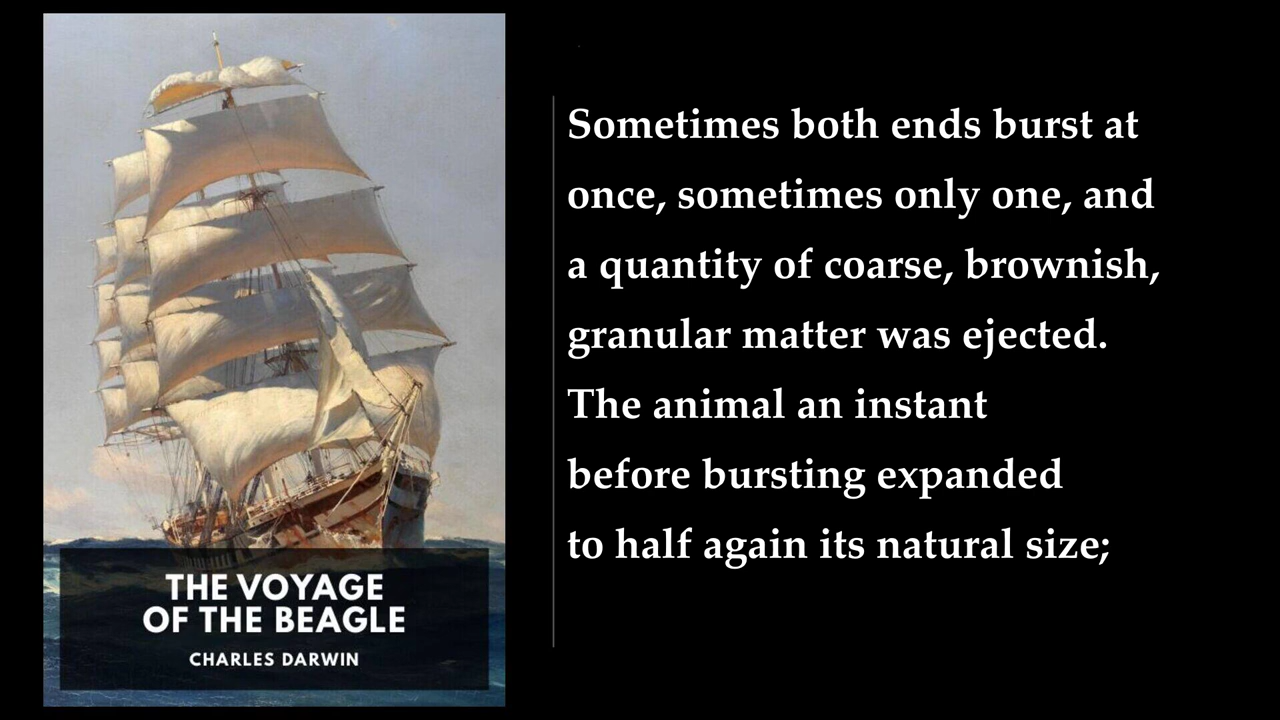 THE VOYAGE
OF THE BEAGLE
CHARLES DARWIN
Sometimes both ends burst at
once, sometimes only one, and
a quantity of coarse, brownish,
granular matter was ejected.
The animal an instant
before bursting expanded
to half again its natural size;